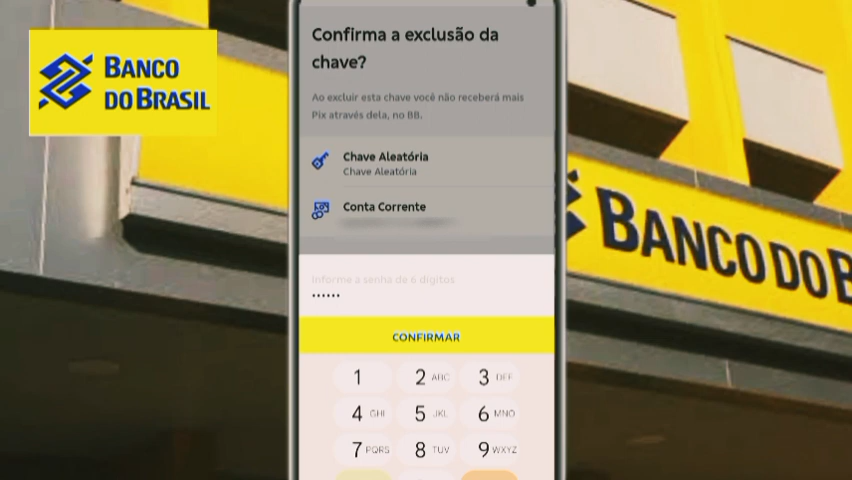 BANCO
DO BRASIL
Confirma a exclusão da
chave?
Ao excluir esta chave você não receberá mais
Pix através dela, no BB.
Chave Aleatória
Chave Aleatória
Conta Corrente
Informe a senha de 6 dígitos
••••••
CONFIRMAR
1
2 ABC
3 DEF
4 GHI
5 JKL
6 MNO
7 PQRS
8 TUV
9 WXYZ
BANCO DO B